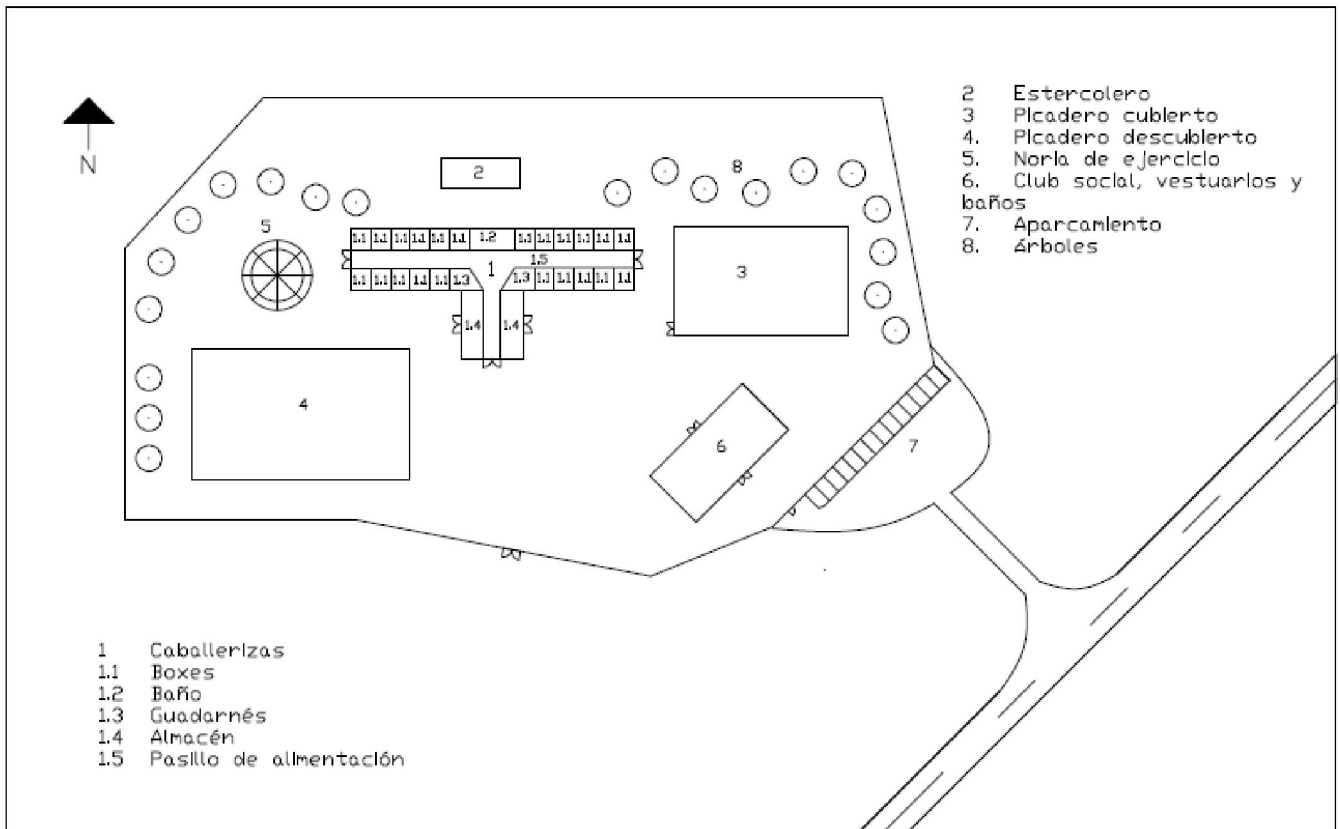 N
2 Estercolero
3 Picadero cubierto
4. Picadero descubierto
5. Noria de ejercicio
6. Club social, vestuarios y
baños
7. Aparcamiento
8. árboles
2
8
5
1.1 1.1 1.1 1.1 1.1 1.1 1.2 1.1 1.1 1.1 1.1 1.1 1.1
1 1.5
3
1.1 1.1 1.1 1.1 1.1 1.3 1.3 1.1 1.1 1.1 1.1 1.1
1.4 1.4
4
6
7
1 Caballerizas
1.1 Boxes
1.2 Baño
1.3 Guadarnés
1.4 Almacén
1.5 Pasillo de alimentación